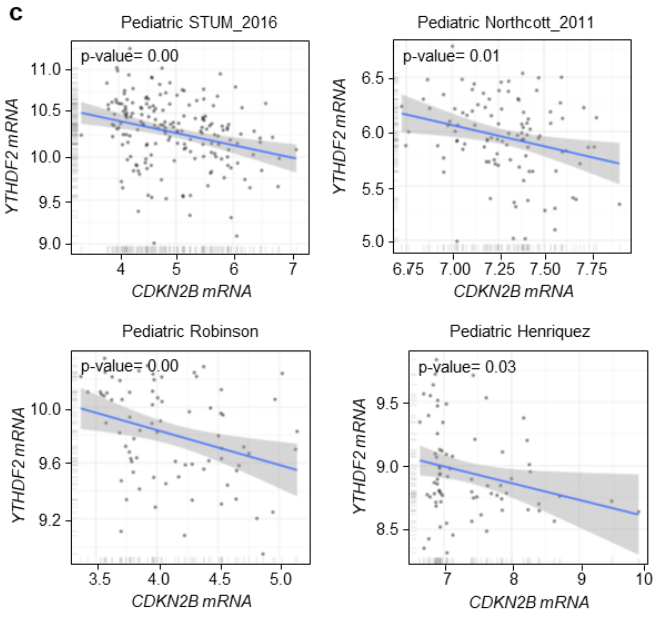 c
Pediatric STUM_2016
p-value= 0.00
11.0
10.5
10.0
9.5
9.0
YTHDF2 mRNA
4 5 6 7
CDKN2B mRNA
Pediatric Northcott_2011
p-value= 0.01
6.5
6.0
5.5
5.0
YTHDF2 mRNA
6.75 7.00 7.25 7.50 7.75
CDKN2B mRNA
Pediatric Robinson
p-value= 0.00
10.0
9.6
9.2
YTHDF2 mRNA
3.5 4.0 4.5 5.0
CDKN2B mRNA
Pediatric Henriquez
p-value= 0.03
9.5
9.0
8.5
YTHDF2 mRNA
7 8 9 10
CDKN2B mRNA